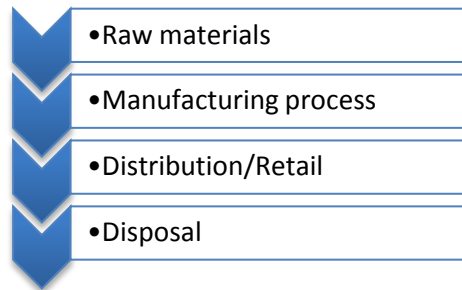 •Raw materials
•Manufacturing process
•Distribution/Retail
•Disposal